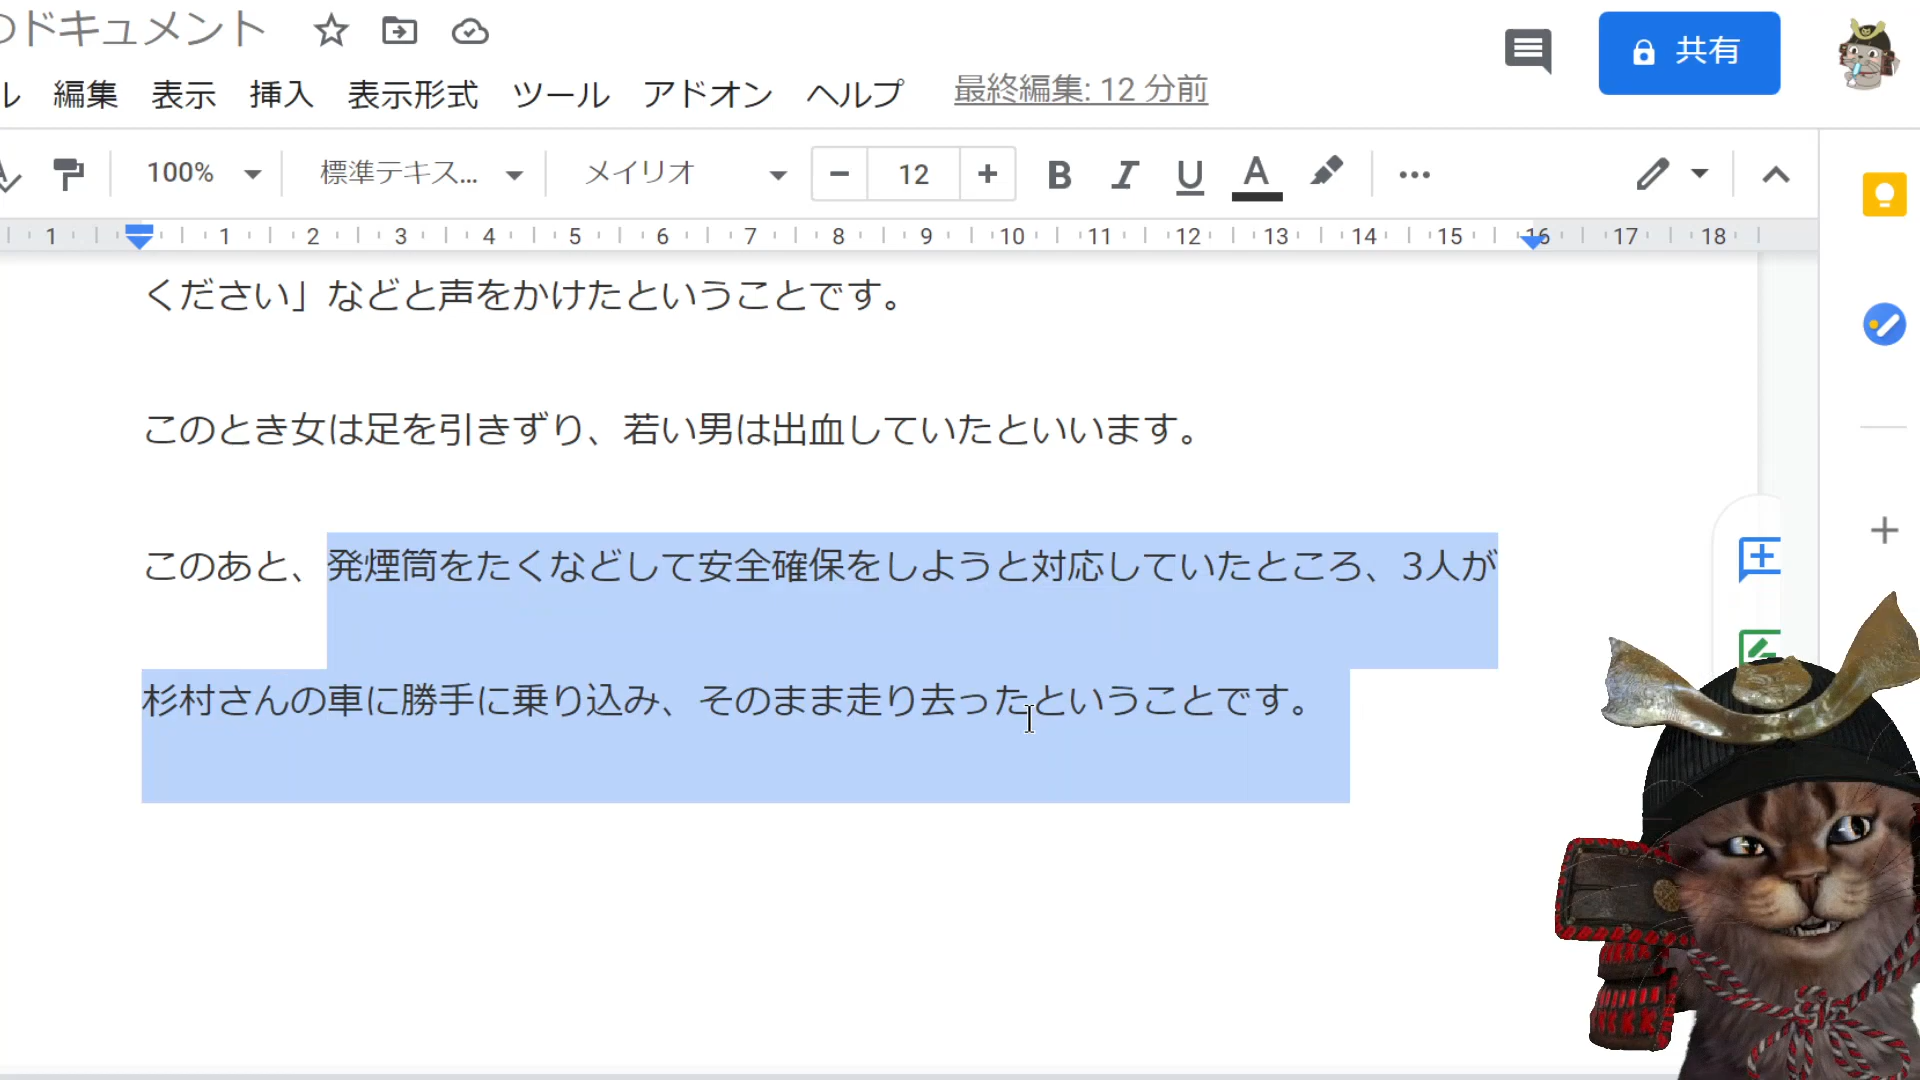 のドキュメント
ル 編集 表示 挿入 表示形式 ツール アドオン ヘルプ 最終編集: 12 分前
共有
100% 標準テキス... メイリオ 12 B I U A
1 1 2 3 4 5 6 7 8 9 10 11 12 13 14 15 16 17 18
ください」などと声をかけたということです。
このとき女は足を引きずり、若い男は出血していたといいます。
このあと、発煙筒をたくなどして安全確保をしようと対応していたところ、3人が
杉村さんの車に勝手に乗り込み、そのまま走り去ったということです。